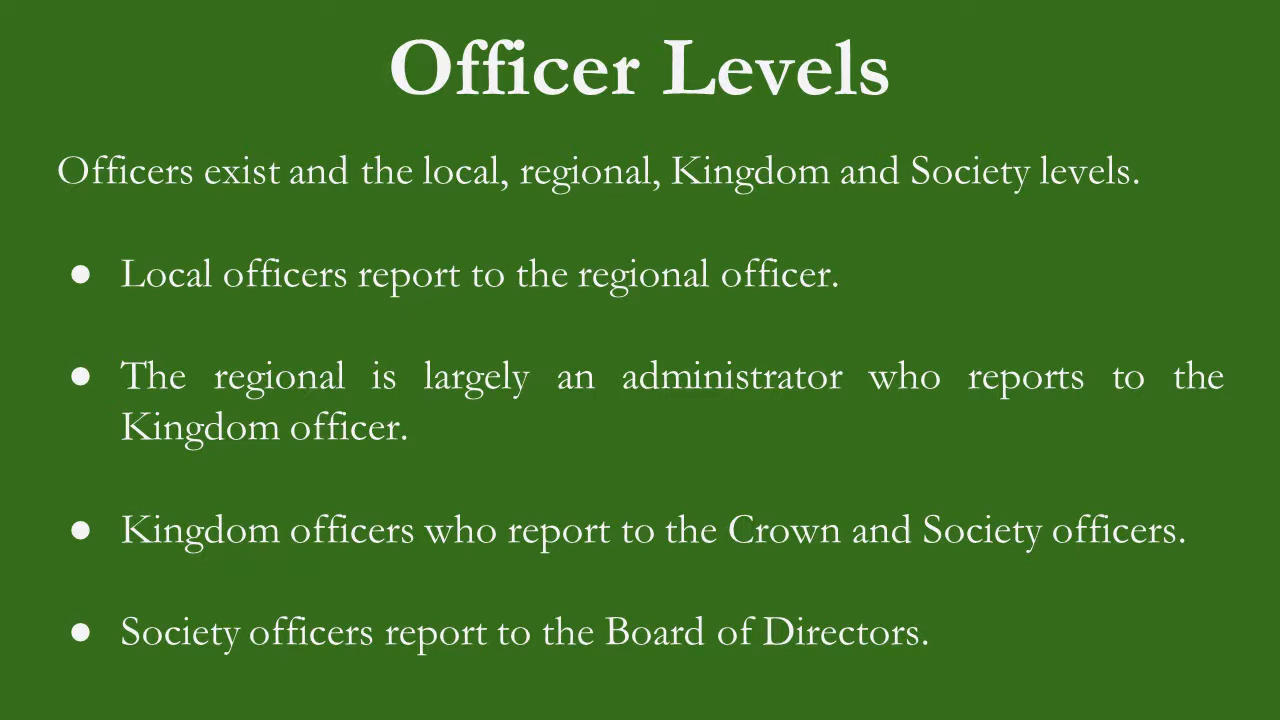 Officer Levels
Officers exist and the local, regional, Kingdom and Society levels.
● Local officers report to the regional officer.
● The regional is largely an administrator who reports to the
Kingdom officer.
● Kingdom officers who report to the Crown and Society officers.
● Society officers report to the Board of Directors.